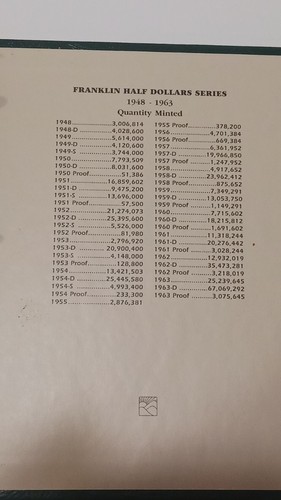 FRANKLIN HALF DOLLARS SERIES
1948 - 1963
Quantity Minted
1948....................3,006,814
1948-D ................4,028,600
1949....................5,614,000
1949-D ................4,120,600
1949-S ................3,744,000
1950....................7,793,509
1950-D ................8,031,600
1950 Proof................51,386
1951..................16,859,602
1951-D ................9,475,200
1951-S ..............13,696,000
1951 Proof................57,500
1952..................21,274,073
1952-D ..............25,395,600
1952-S ................5,526,000
1952 Proof................81,980
1953....................2,796,920
1953-D ..............20,900,400
1953-S ................4,148,000
1953 Proof..............128,800
1954..................13,421,503
1954-D ..............25,445,580
1954-S ................4,993,400
1954 Proof..............233,300
1955....................2,876,381
1955 Proof..............378,200
1956....................4,701,384
1956 Proof..............669,384
1957....................6,361,952
1957-D ..............19,966,850
1957 Proof............1,247,952
1958....................4,917,652
1958-D ..............23,962,412
1958 Proof..............875,652
1959....................7,349,291
1959-D ..............13,053,750
1959 Proof............1,149,291
1960....................7,715,602
1960-D ..............18,215,812
1960 Proof............1,691,602
1961..................11,318,244
1961-D ..............20,276,442
1961 Proof............3,028,244
1962..................12,932,019
1962-D ..............35,473,281
1962 Proof............3,218,019
1963..................25,239,645
1963-D ..............67,069,292
1963 Proof............3,075,645